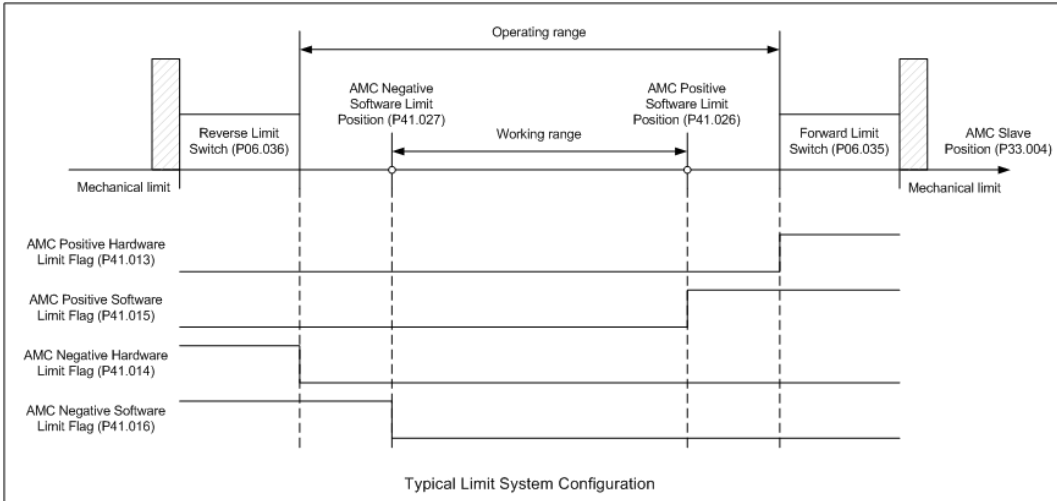 Operating range
AMC Negative
Software Limit
Position (P41.027)
AMC Positive
Software Limit
Position (P41.026)
Reverse Limit
Switch (P06.036)
Working range
Forward Limit
Switch (P06.035)
AMC Slave
Position (P33.004)
Mechanical limit
Mechanical limit
AMC Positive Hardware
Limit Flag (P41.013)
AMC Positive Software
Limit Flag (P41.015)
AMC Negative Hardware
Limit Flag (P41.014)
AMC Negative Software
Limit Flag (P41.016)
Typical Limit System Configuration